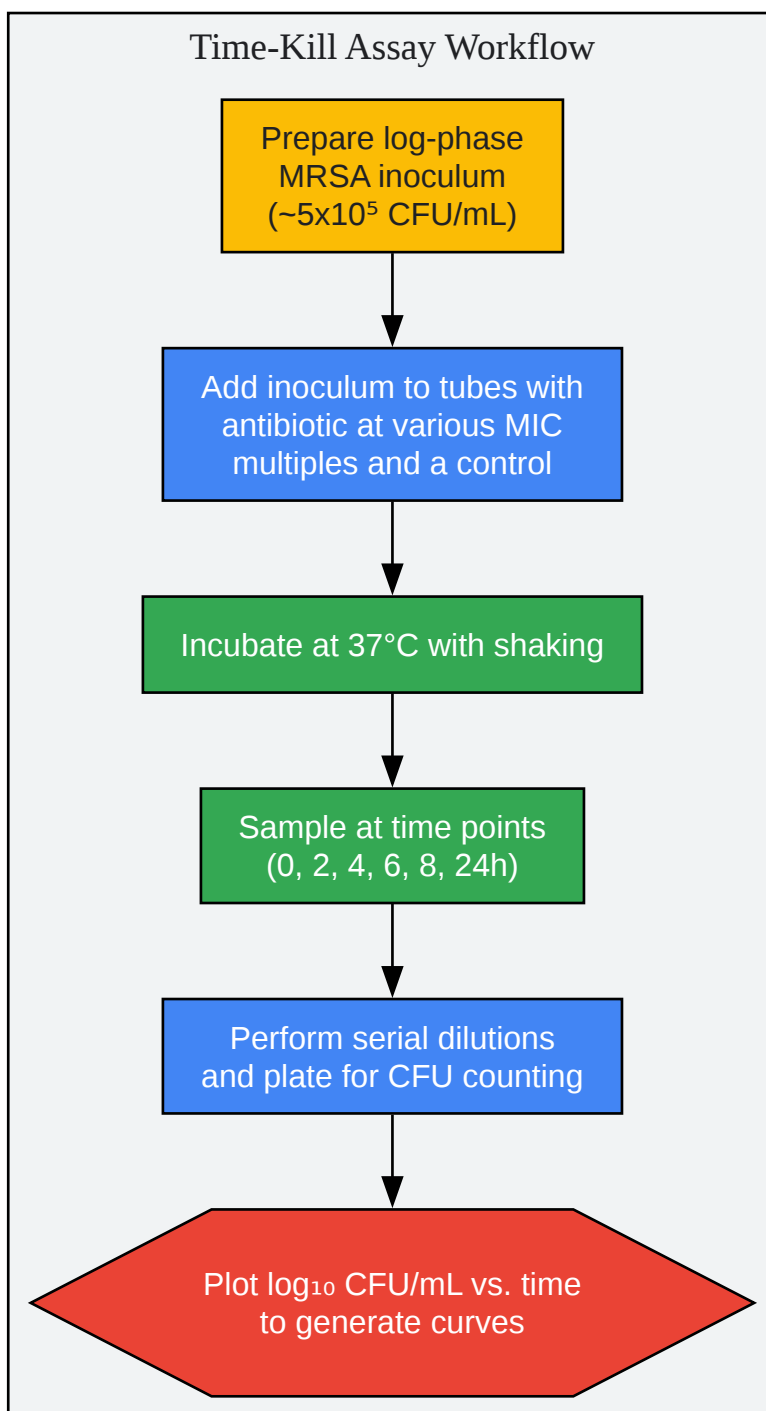 Time-Kill Assay Workflow
Prepare log-phase
MRSA inoculum
(~5x10⁵ CFU/mL)
Add inoculum to tubes with
antibiotic at various MIC
multiples and a control
Incubate at 37°C with shaking
Sample at time points
(0, 2, 4, 6, 8, 24h)
Perform serial dilutions
and plate for CFU counting
Plot log₁₀ CFU/mL vs. time
to generate curves